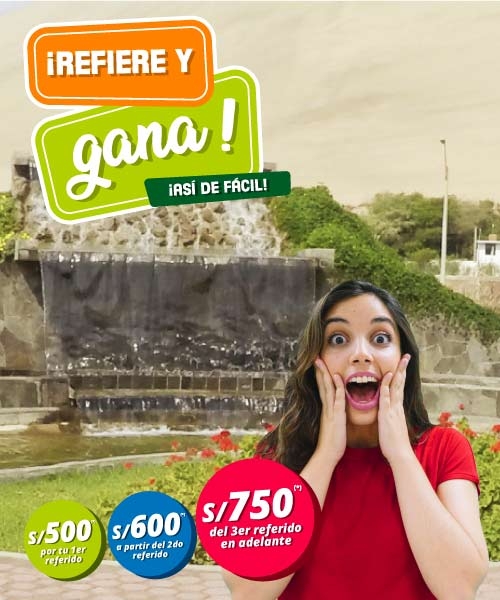 ¡REFIERE Y
gana!
¡ASÍ DE FÁCIL!
S/500(*)
por tu 1er
referido
S/600(*)
a partir del 2do
referido
S/750(*)
del 3er referido
en adelante